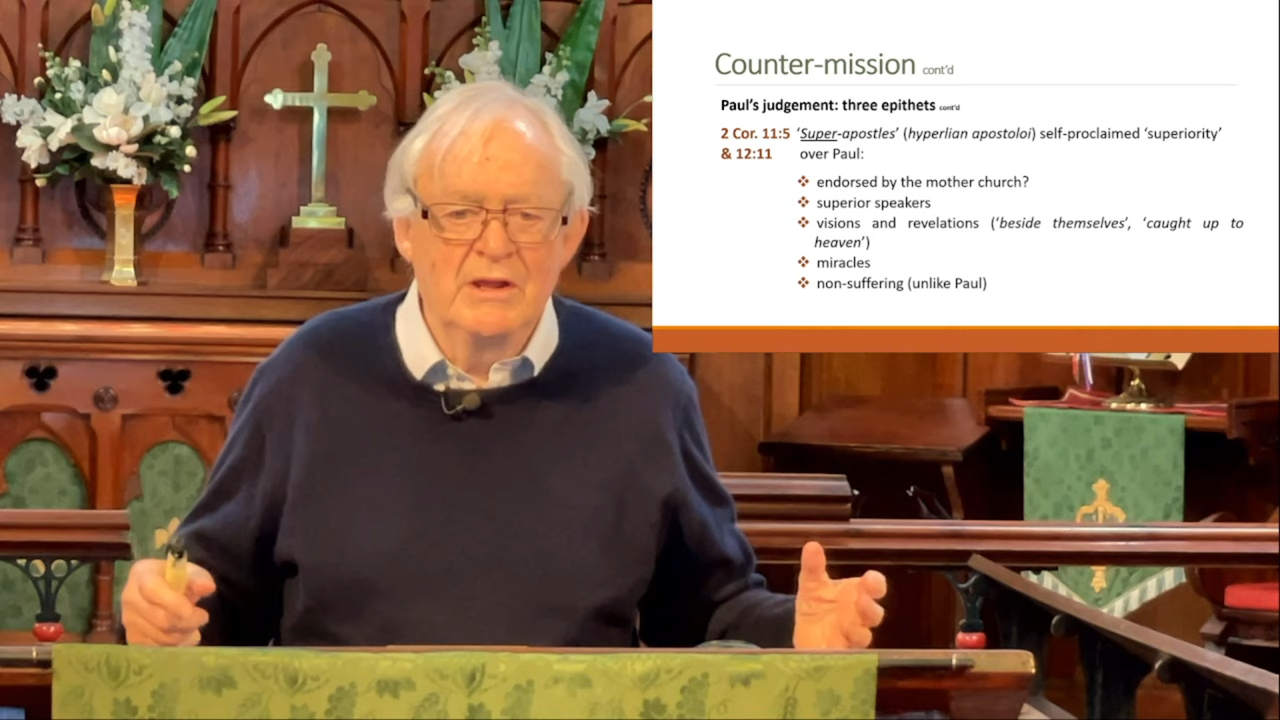 Counter-mission cont'd
Paul's judgement: three epithets cont'd
2 Cor. 11:5 'Super-apostles' (hyperlian apostoloi) self-proclaimed 'superiority'
& 12:11 over Paul:
❖ endorsed by the mother church?
❖ superior speakers
❖ visions and revelations ('beside themselves', 'caught up to
heaven')
❖ miracles
❖ non-suffering (unlike Paul)